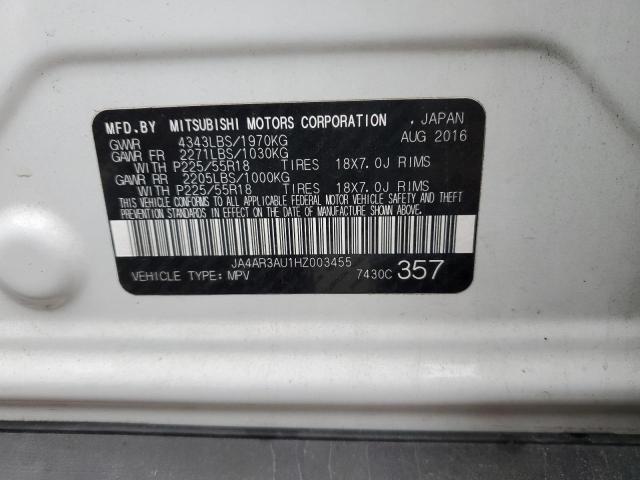 MFD.BY MITSUBISHI MOTORS CORPORATION , JAPAN
GVWR 4343LBS/1970KG AUG 2016
GAWR FR 2271LBS/1030KG
WITH P225/55R18 TIRES 18X7.0J RIMS
GAWR RR 2205LBS/1000KG
WITH P225/55R18 TIRES 18X7.0J RIMS
THIS VEHICLE CONFORMS TO ALL APPLICABLE FEDERAL MOTOR VEHICLE SAFETY, BUMPER, AND THEFT
PREVENTION STANDARDS IN EFFECT ON THE DATE OF MANUFACTURE SHOWN ABOVE.
JA4AR3AU1HZ003455
VEHICLE TYPE: MPV 7430C 357